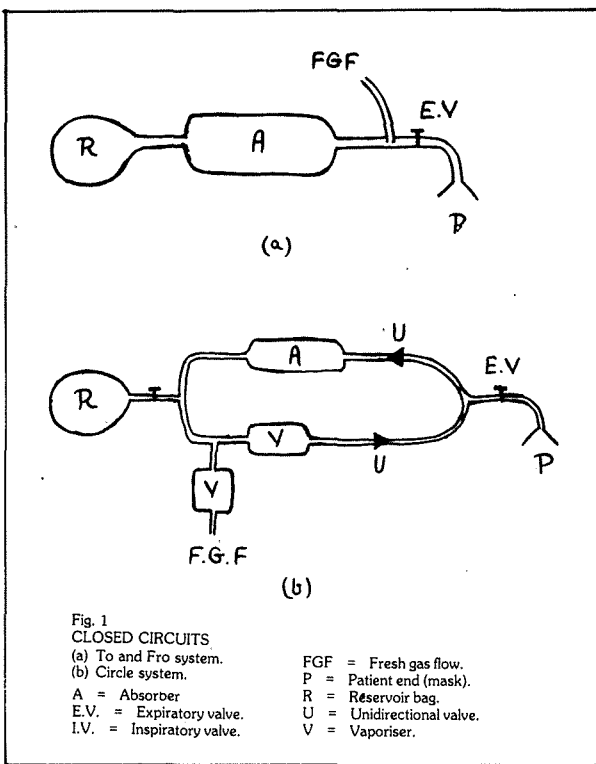 FGF
E.V
R
A
P
(a)
U
A
E.V
R
V
U
P
V
F.G.F
(b)
Fig. 1
CLOSED CIRCUITS
(a) To and Fro system.
(b) Circle system.
A = Absorber
E.V. = Expiratory valve.
I.V. = Inspiratory valve.
FGF = Fresh gas flow.
P = Patient end (mask).
R = Reservoir bag.
U = Unidirectional valve.
V = Vaporiser.